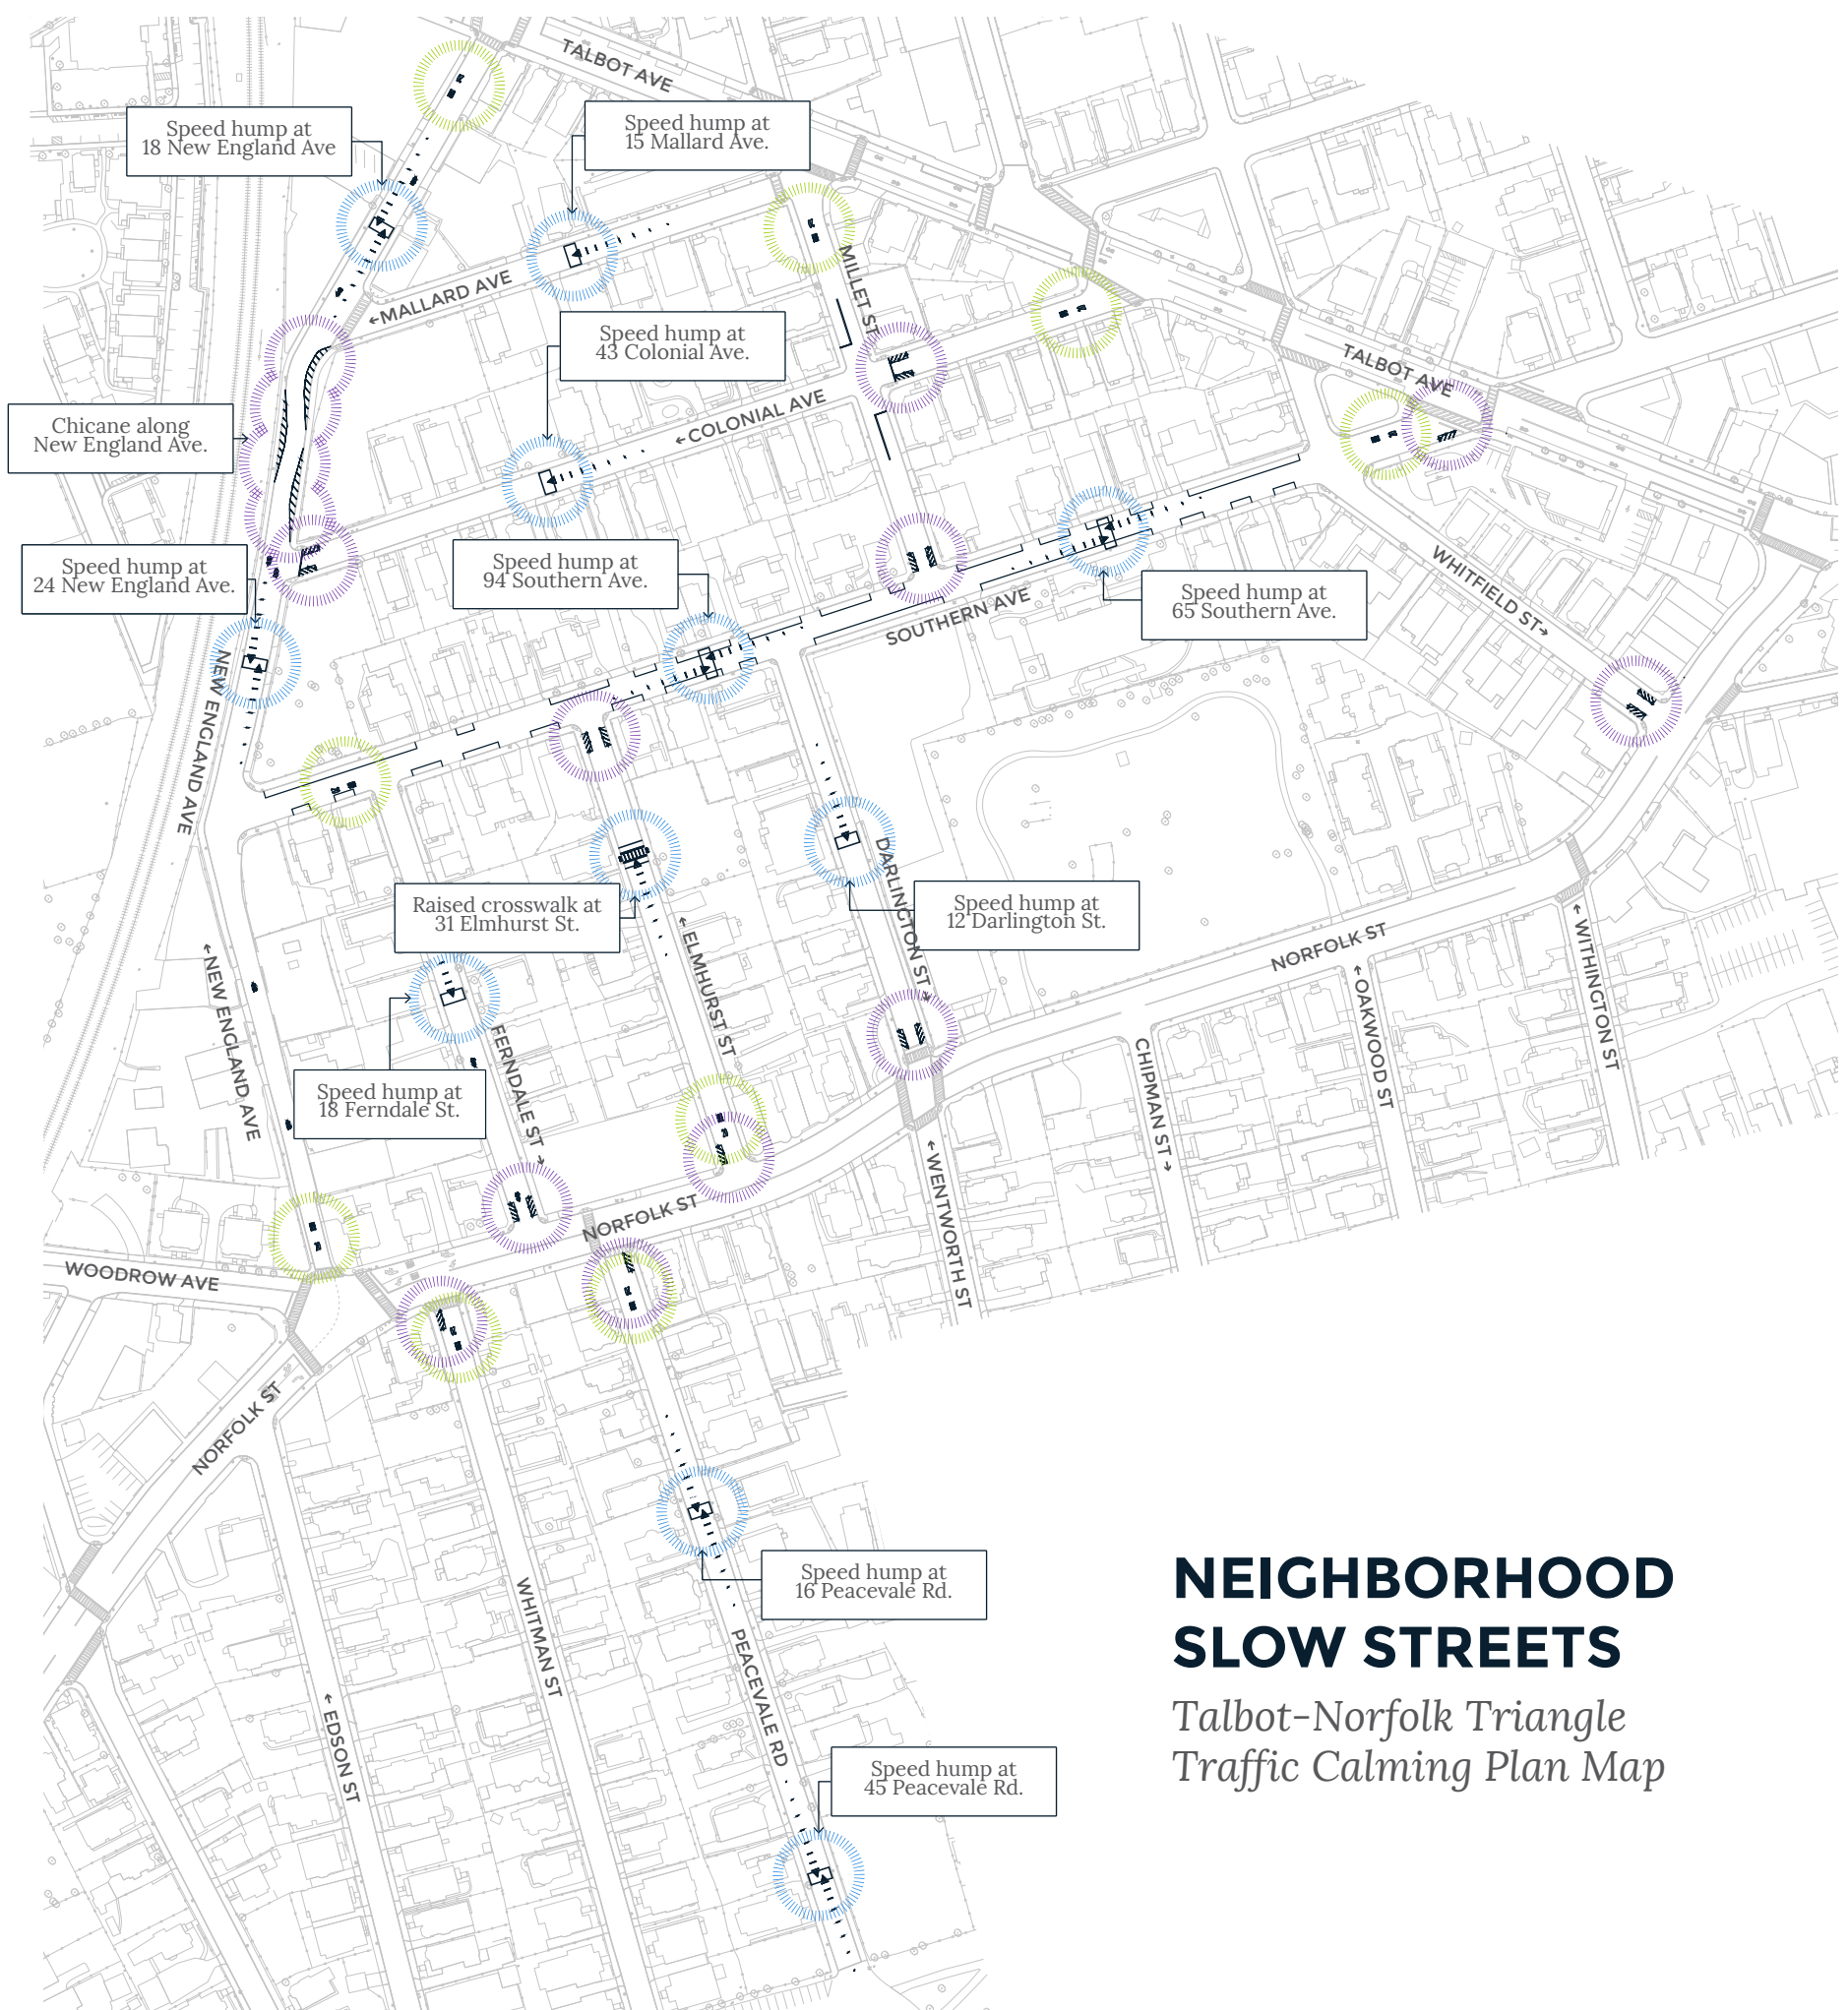 TALBOT AVE
Speed hump at
18 New England Ave
Speed hump at
15 Mallard Ave.
MILLET ST
←MALLARD AVE
Speed hump at
43 Colonial Ave.
TALBOT AVE
←COLONIAL AVE
Chicane along
New England Ave.
Speed hump at
24 New England Ave.
Speed hump at
94 Southern Ave.
Speed hump at
65 Southern Ave.
SOUTHERN AVE
WHITFIELD ST→
NEW ENGLAND AVE
DARLINGTON ST→
Raised crosswalk at
31 Elmhurst St.
Speed hump at
12 Darlington St.
←ELMHURST ST
NORFOLK ST
←WITHINGTON ST
←NEW ENGLAND AVE
←OAKWOOD ST
FERNDALE ST→
CHIPMAN ST→
Speed hump at
18 Ferndale St.
←WENTWORTH ST
NORFOLK ST
WOODROW AVE
NORFOLK ST
Speed hump at
16 Peacevale Rd.
WHITMAN ST
PEACEVALE RD
←EDSON ST
Speed hump at
45 Peacevale Rd.
NEIGHBORHOOD
SLOW STREETS
Talbot-Norfolk Triangle
Traffic Calming Plan Map